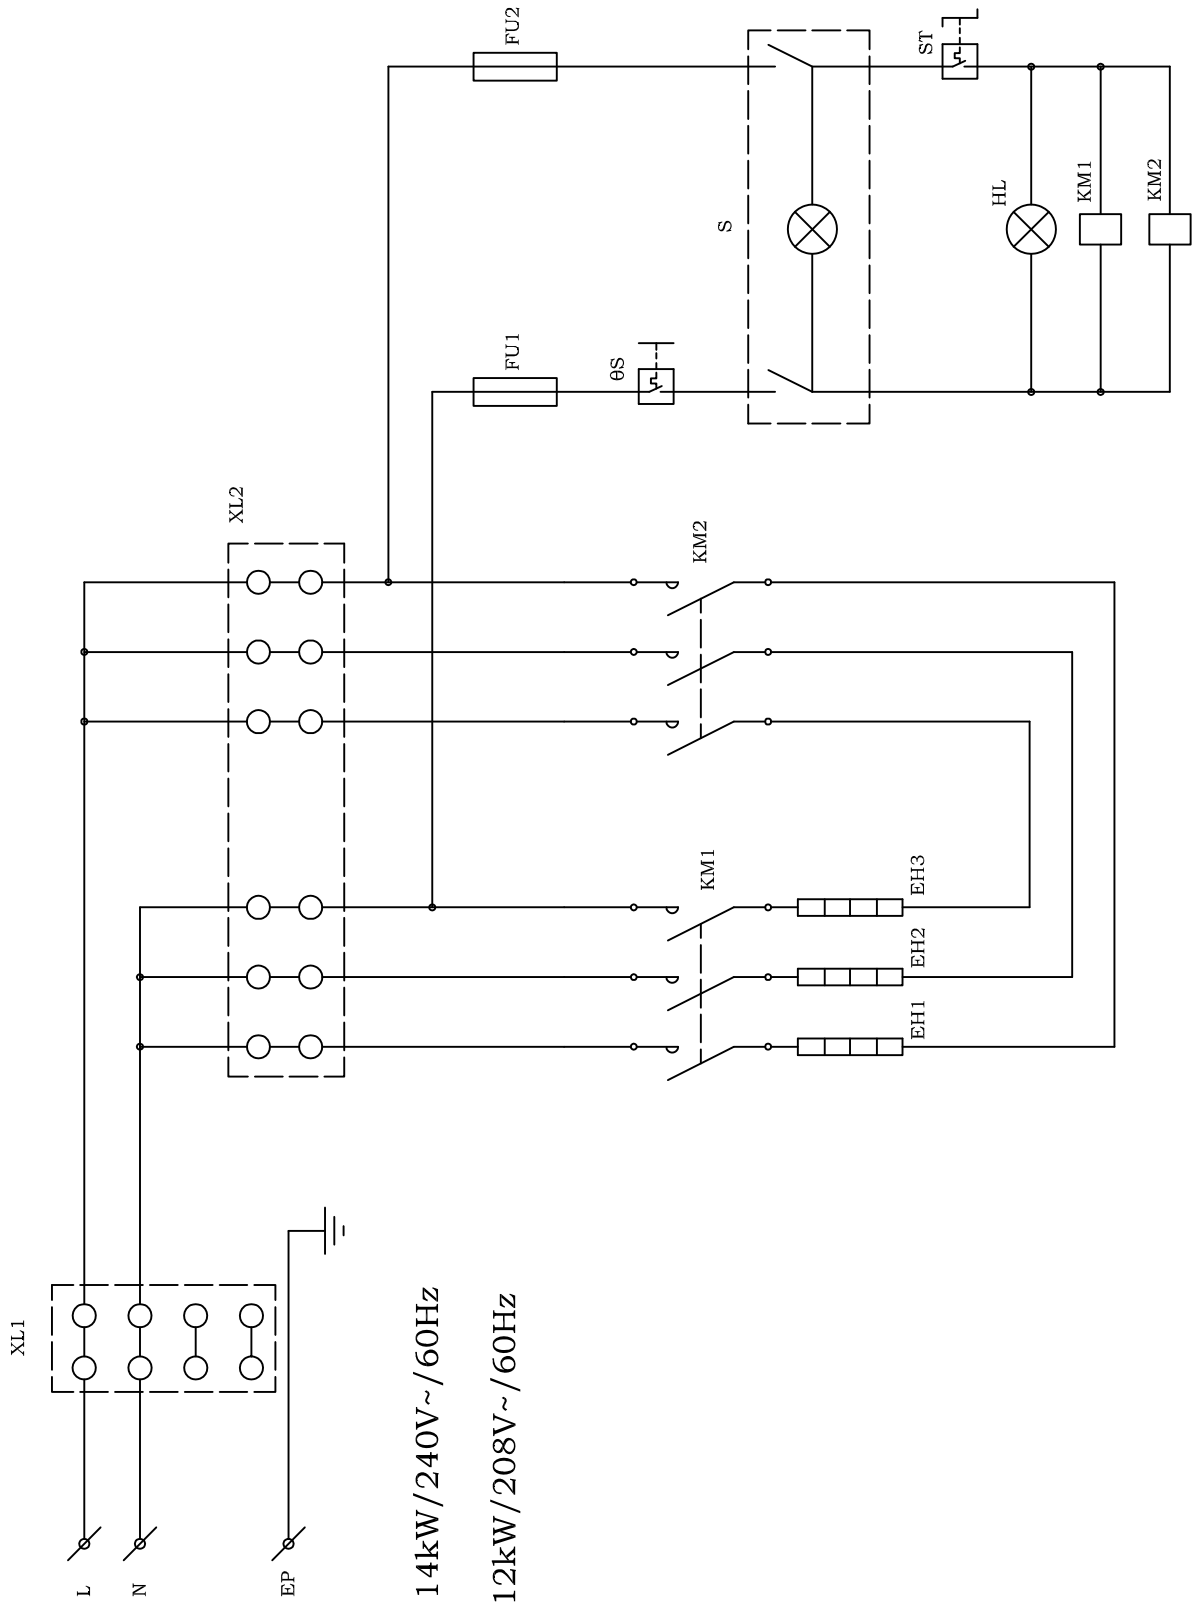 L
N
EP
14kW/240V~/60Hz
12kW/208V~/60Hz
XL1
XL2
KM1
KM2
EH1
EH2
EH3
FU1
FU2
θS
S
ST
HL
KM1
KM2